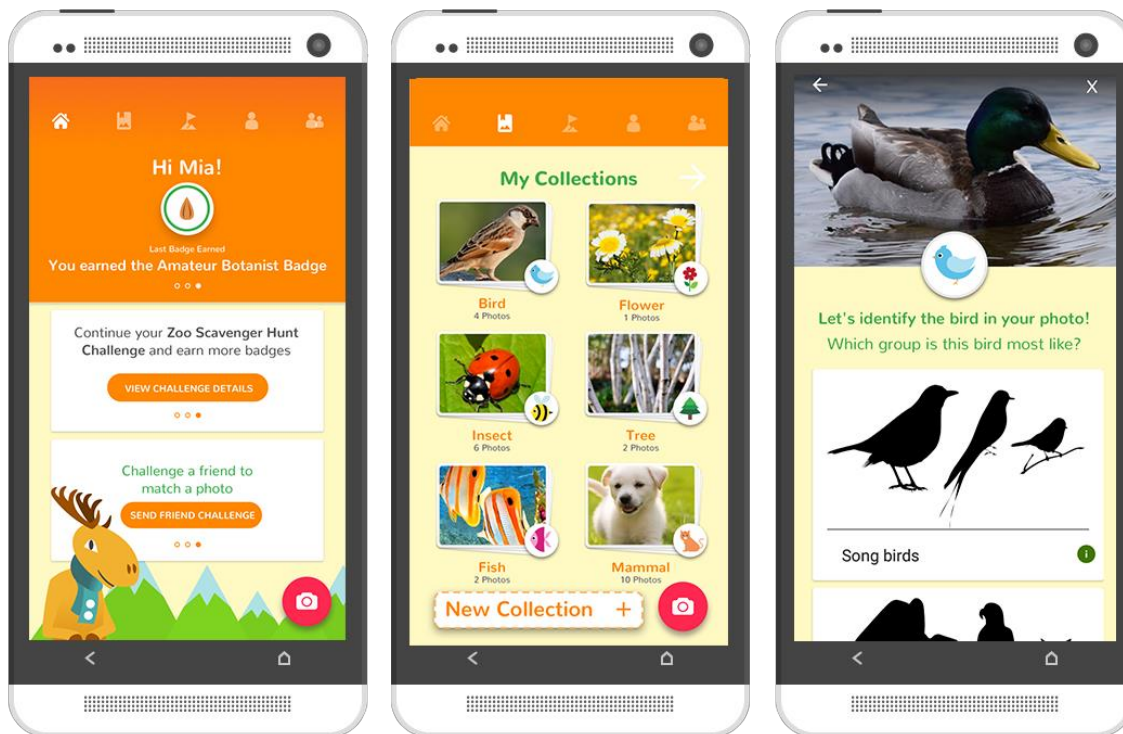 Hi Mia!
Last Badge Earned
You earned the Amateur Botanist Badge
Continue your Zoo Scavenger Hunt
Challenge and earn more badges
VIEW CHALLENGE DETAILS
Challenge a friend to
match a photo
SEND FRIEND CHALLENGE
My Collections
Bird
4 Photos
Flower
1 Photos
Insect
6 Photos
Tree
2 Photos
Fish
2 Photos
Mammal
10 Photos
New Collection +
X
Let's identify the bird in your photo!
Which group is this bird most like?
Song birds
i